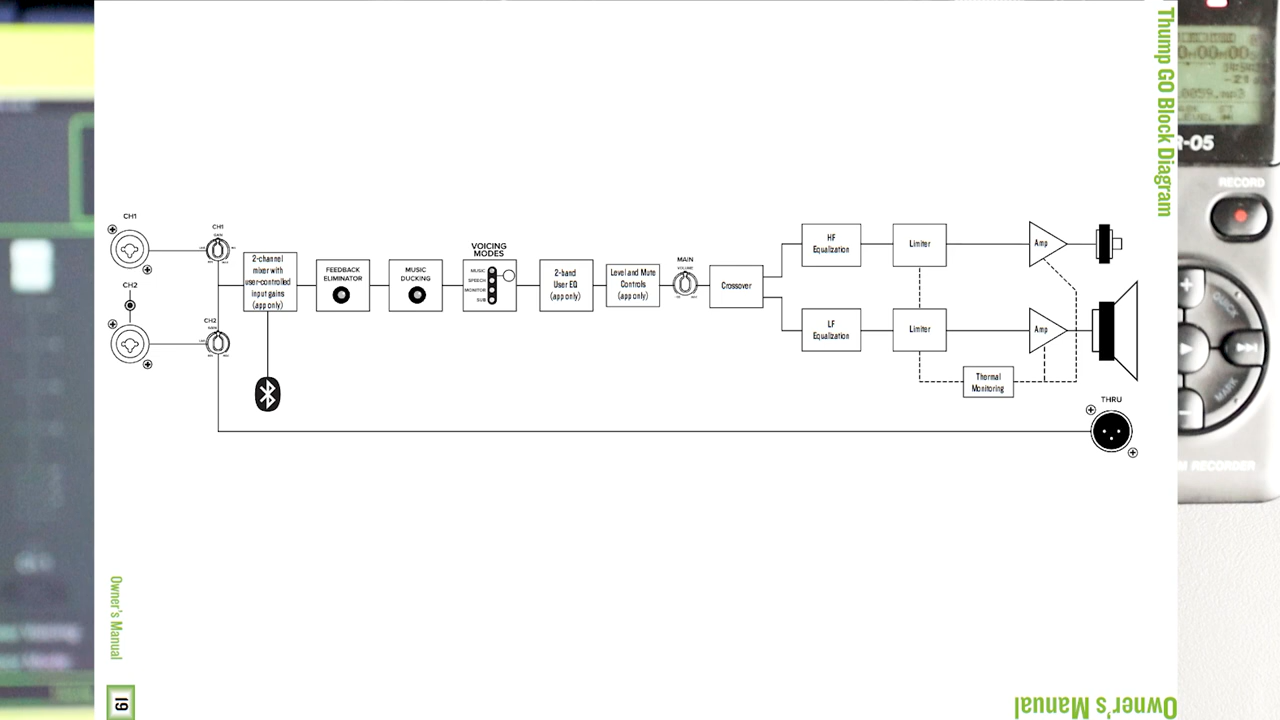 Thump GO Block Diagram
CH1
CH1
GAIN
CH2
CH2
GAIN
2-channel
mixer with
user-controlled
input gains
(app only)
FEEDBACK
ELIMINATOR
MUSIC
DUCKING
VOICING
MODES
MUSIC
SPEECH
MONITOR
SUB
2-band
User EQ
(app only)
Level and Mute
Controls
(app only)
MAIN
VOLUME
Crossover
HF
Equalization
Limiter
Amp
LF
Equalization
Limiter
Amp
Thermal
Monitoring
THRU
Owner's Manual
19
Owner's Manual
R-05
RECORD
QUICK
MARK
RECORDER